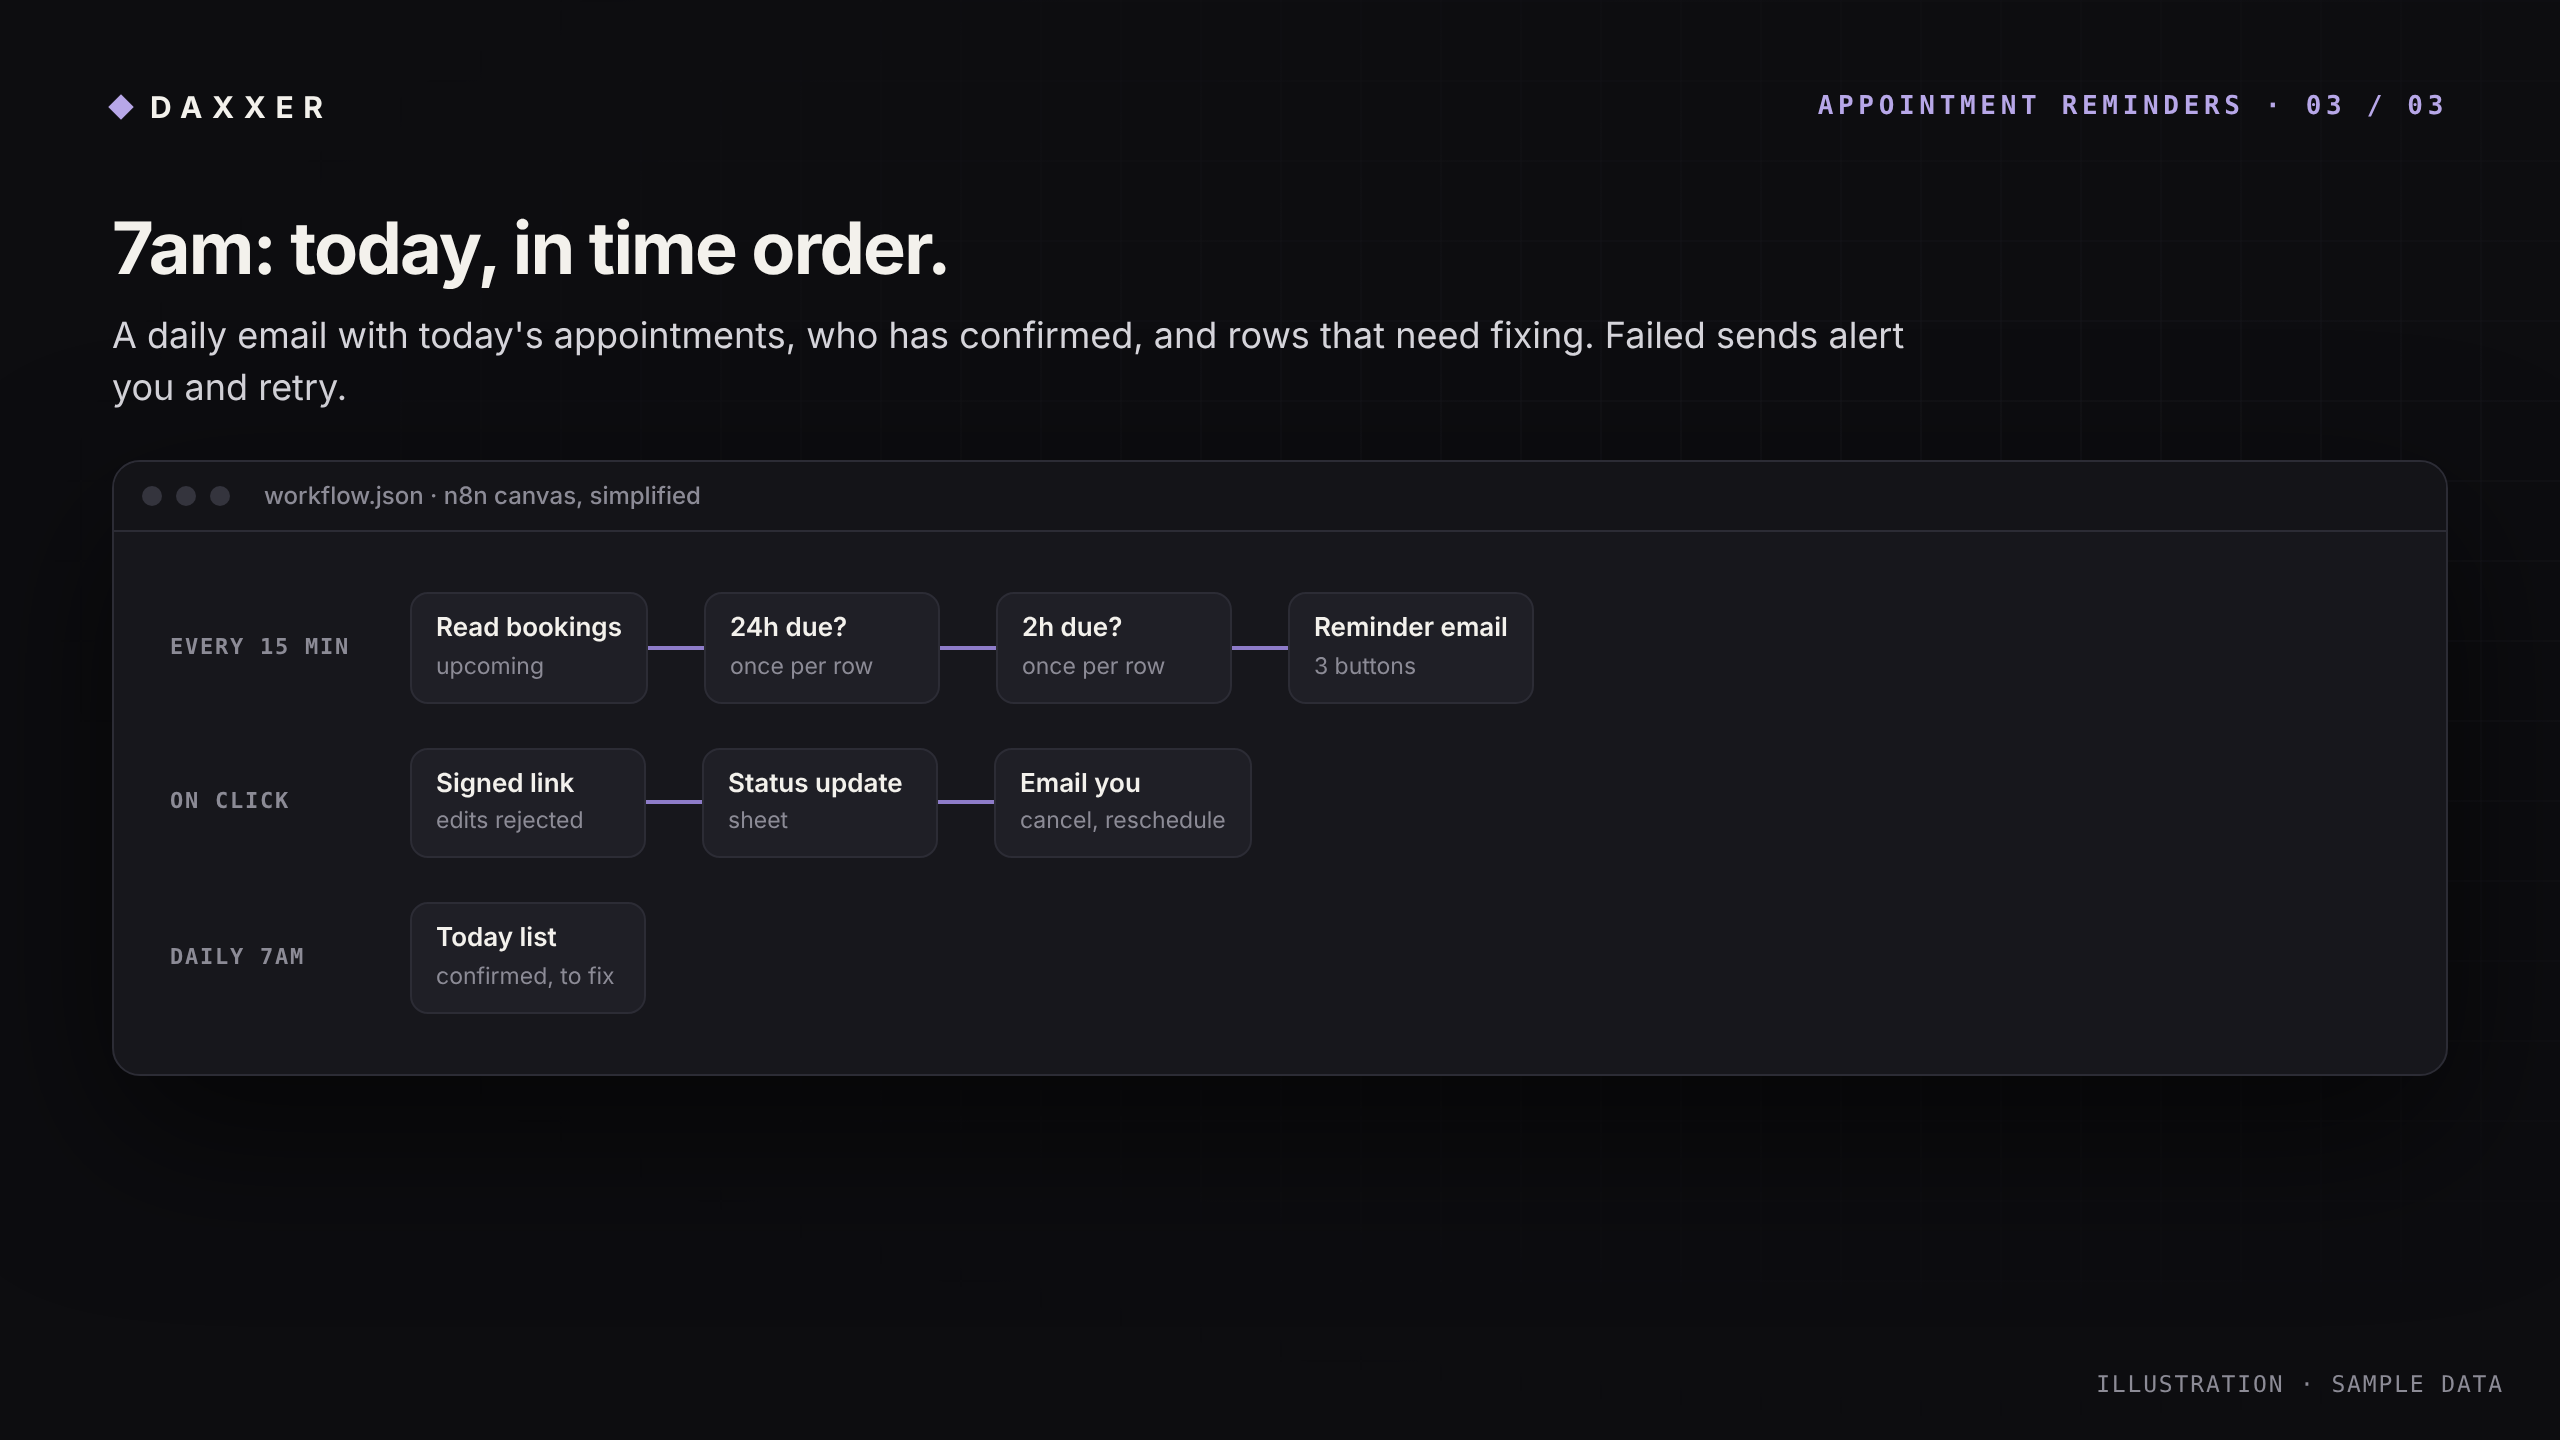 DAXXER
APPOINTMENT REMINDERS · 03 / 03
7am: today, in time order.
A daily email with today's appointments, who has confirmed, and rows that need fixing. Failed sends alert
you and retry.
workflow.json · n8n canvas, simplified
EVERY 15 MIN
Read bookings
upcoming
24h due?
once per row
2h due?
once per row
Reminder email
3 buttons
ON CLICK
Signed link
edits rejected
Status update
sheet
Email you
cancel, reschedule
DAILY 7AM
Today list
confirmed, to fix
ILLUSTRATION · SAMPLE DATA